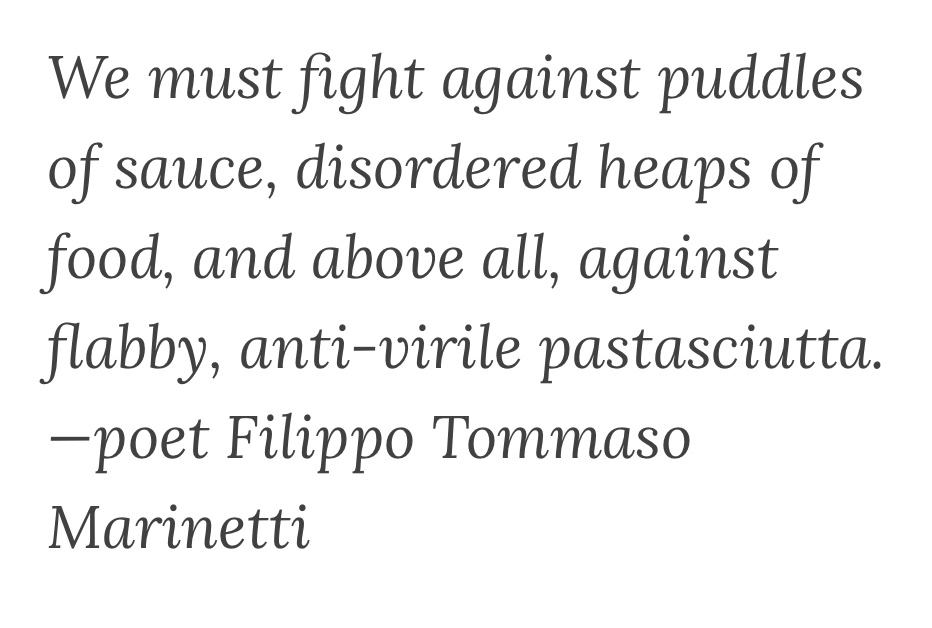 We must fight against puddles
of sauce, disordered heaps of
food, and above all, against
flabby, anti-virile pastasciutta.
—poet Filippo Tommaso
Marinetti